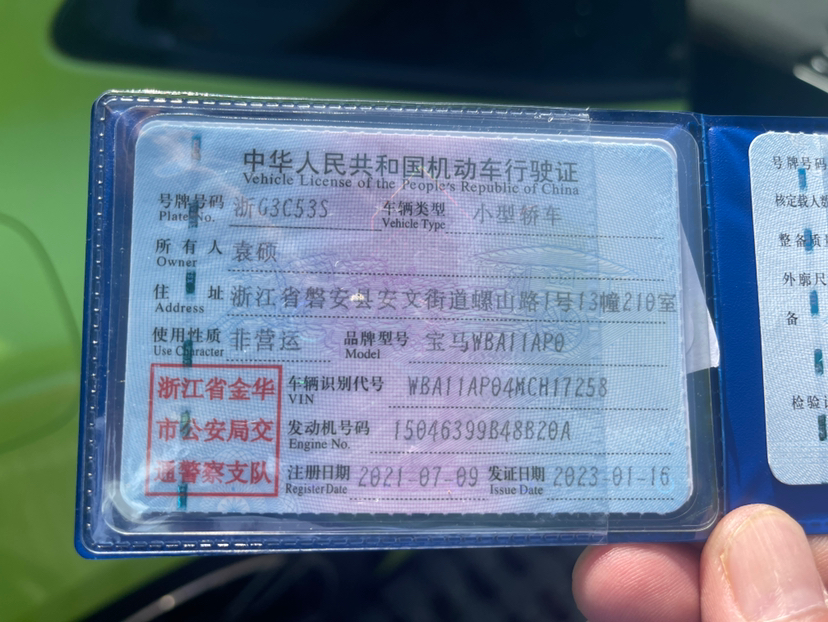 中华人民共和国机动车行驶证
Vehicle License of the People's Republic of China
号牌号码 浙G3C53S 车辆类型 小型轿车
Plate No. Vehicle Type
所有人 袁硕
Owner
住址 浙江省磐安县安文街道螺山路1号13幢210室
Address
使用性质 非营运 品牌型号 宝马WBA11AP0
Use Character Model
浙江省金华
市公安局交
通警察支队
车辆识别代号 WBA11AP04MCH17258
VIN
发动机号码 15046399B48B20A
Engine No.
注册日期 2021-07-09 发证日期 2023-01-16
Register Date Issue Date
号牌号码
核定载人
整备质
外廓尺
备
检验